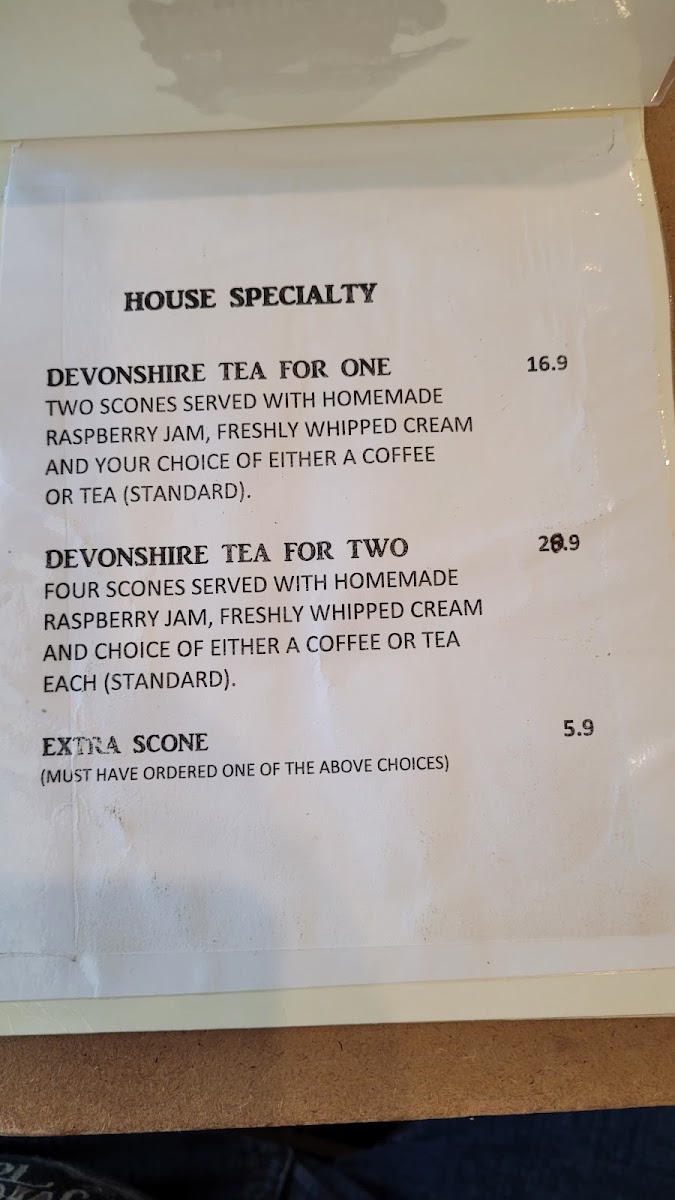 HOUSE SPECIALTY
DEVONSHIRE TEA FOR ONE 16.9
TWO SCONES SERVED WITH HOMEMADE
RASPBERRY JAM, FRESHLY WHIPPED CREAM
AND YOUR CHOICE OF EITHER A COFFEE
OR TEA (STANDARD).
DEVONSHIRE TEA FOR TWO
FOUR SCONES SERVED WITH HOMEMADE
RASPBERRY JAM, FRESHLY WHIPPED CREAM
AND CHOICE OF EITHER A COFFEE OR TEA
EACH (STANDARD).
EXTRA SCONE 5.9
(MUST HAVE ORDERED ONE OF THE ABOVE CHOICES)